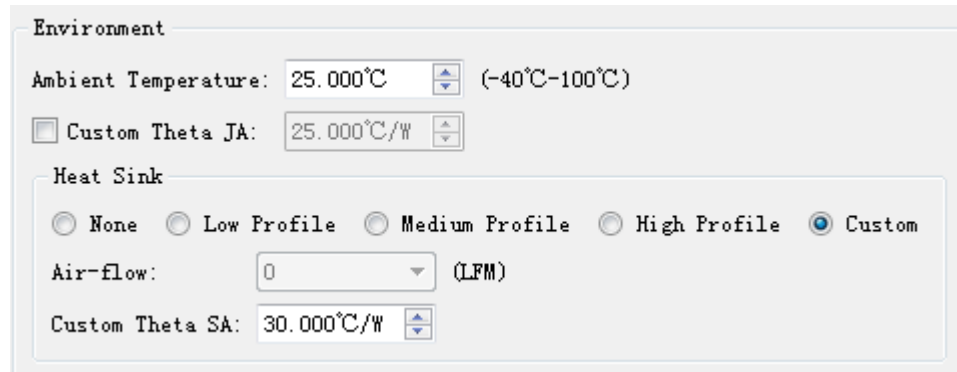 Environment
Ambient Temperature: 25.000℃ (-40℃-100℃)
Custom Theta JA: 25.000℃/W
Heat Sink
None Low Profile Medium Profile High Profile Custom
Air-flow: 0 (LFM)
Custom Theta SA: 30.000℃/W